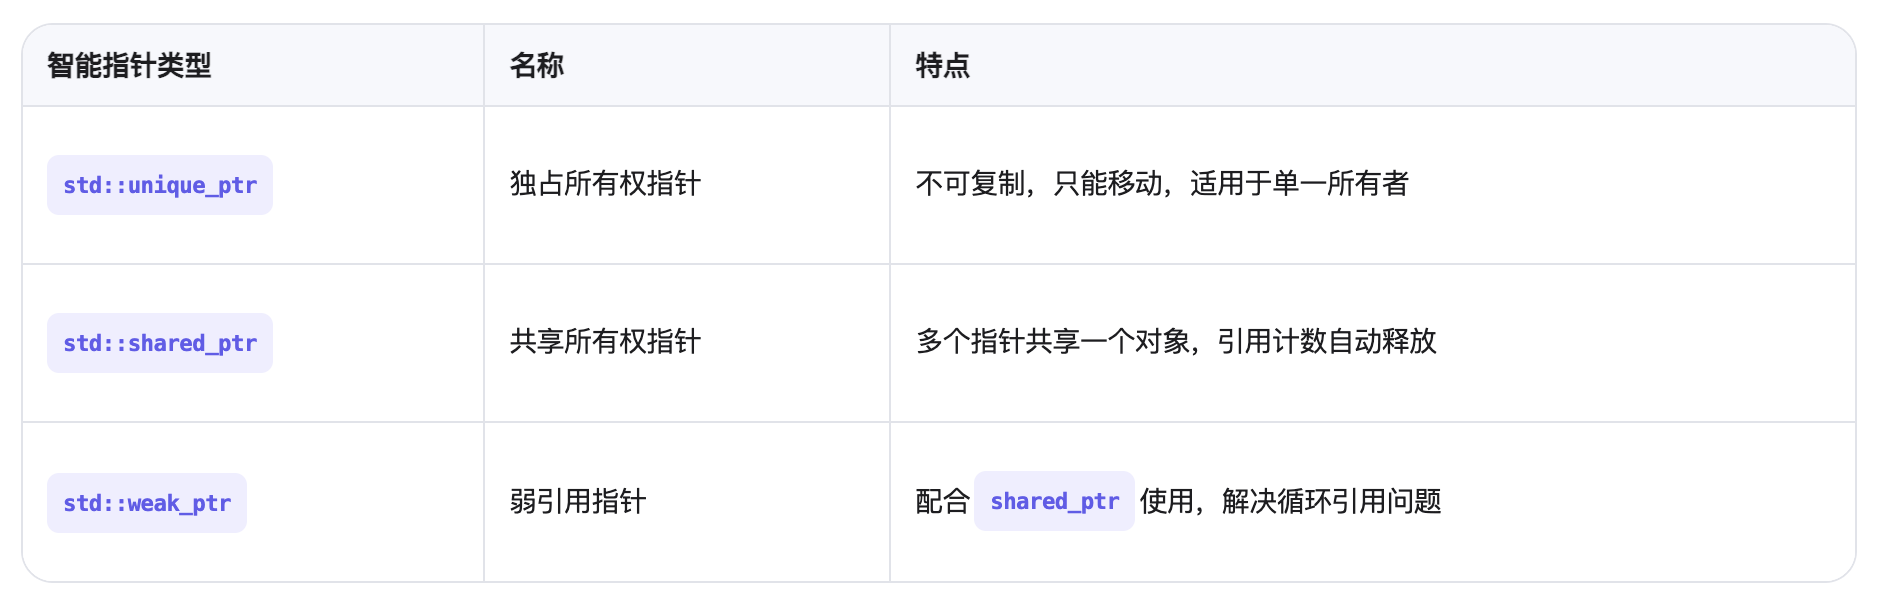 智能指针类型 名称 特点
std::unique_ptr 独占所有权指针 不可复制，只能移动，适用于单一所有者
std::shared_ptr 共享所有权指针 多个指针共享一个对象，引用计数自动释放
std::weak_ptr 弱引用指针 配合 shared_ptr 使用，解决循环引用问题